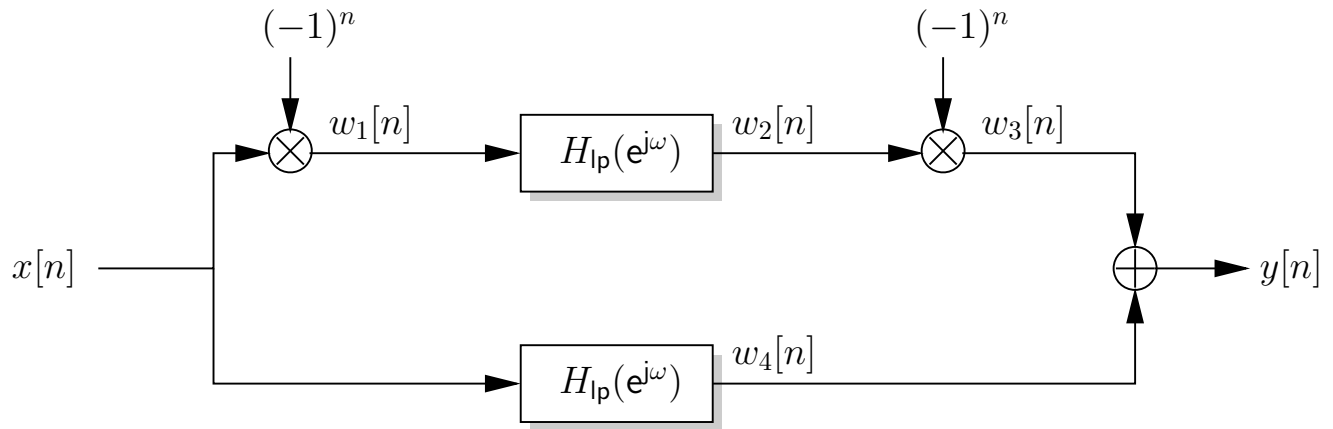 (−1)^n
(−1)^n
w_1[n]
H_lp(e^{jω})
w_2[n]
w_3[n]
x[n]
y[n]
H_lp(e^{jω})
w_4[n]